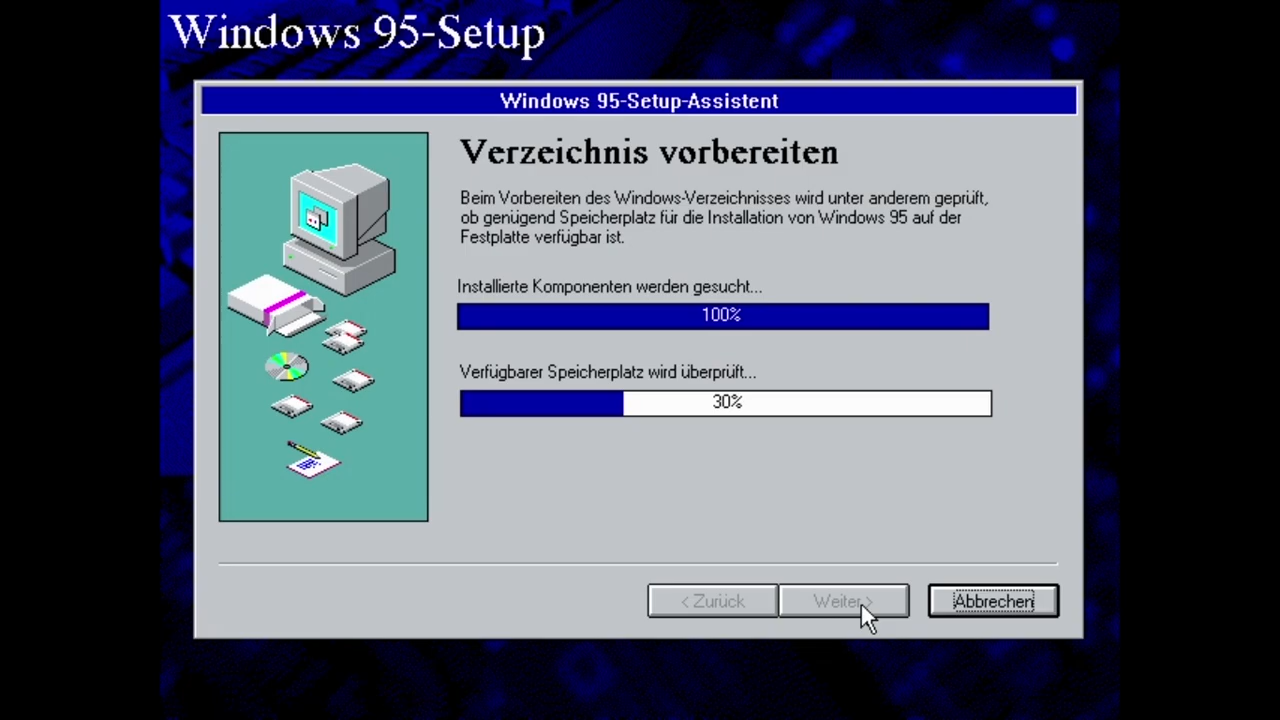 Windows 95-Setup
Windows 95-Setup-Assistent
Verzeichnis vorbereiten
Beim Vorbereiten des Windows-Verzeichnisses wird unter anderem geprüft,
ob genügend Speicherplatz für die Installation von Windows 95 auf der
Festplatte verfügbar ist.
Installierte Komponenten werden gesucht...
100%
Verfügbarer Speicherplatz wird überprüft...
30%
< Zurück
Weiter >
Abbrechen